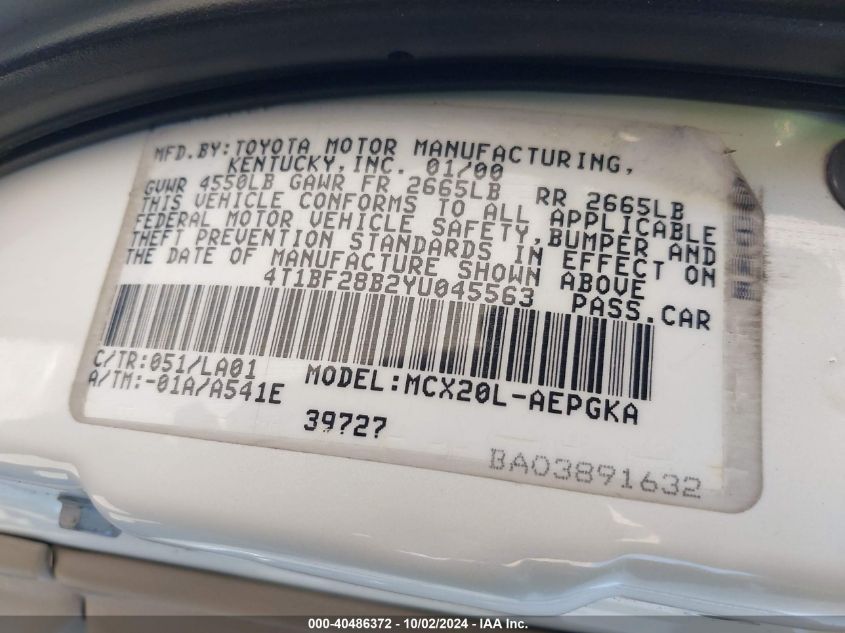 MFD.BY:TOYOTA MOTOR MANUFACTURING,
KENTUCKY,INC. 01/00
GVWR 4550LB GAWR FR 2665LB RR 2665LB
THIS VEHICLE CONFORMS TO ALL APPLICABLE
FEDERAL MOTOR VEHICLE SAFETY,BUMPER AND
THEFT PREVENTION STANDARDS IN EFFECT ON
THE DATE OF MANUFACTURE SHOWN ABOVE
4T1BF28B2YU045563 PASS.CAR
C/TR:051/LA01
A/TM:-01A/A541E
MODEL:MCX20L-AEPGKA
39727
BA03891632
000-40486372 - 10/02/2024 - IAA Inc.